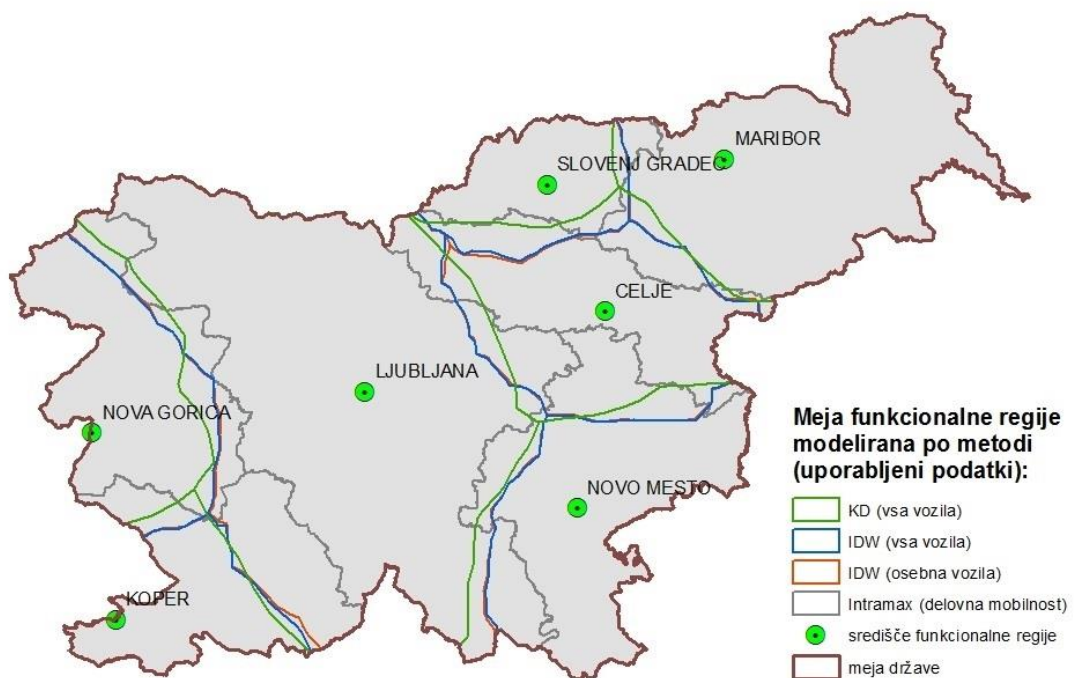 MARIBOR
SLOVENJ GRADEC
CELJE
LJUBLJANA
NOVA GORICA
NOVO MESTO
KOPER
Meja funkcionalne regije
modelirana po metodi
(uporabljeni podatki):
KD (vsa vozila)
IDW (vsa vozila)
IDW (osebna vozila)
Intramax (delovna mobilnost)
središče funkcionalne regije
meja države